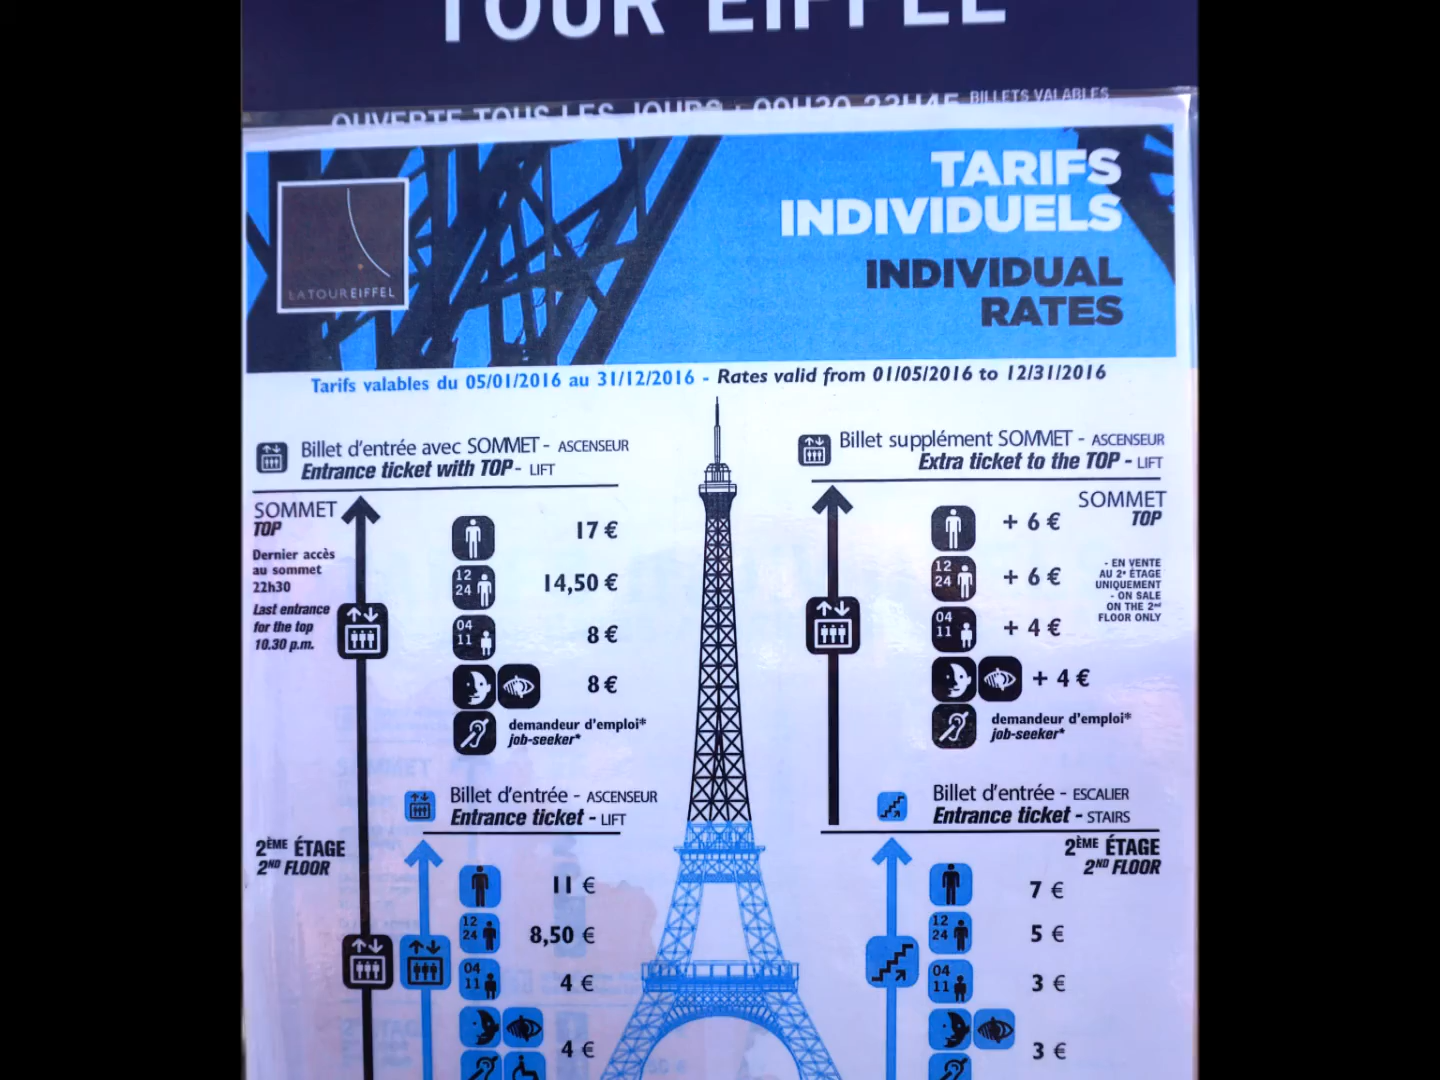 TOUR EIFFEL
OUVERTE TOUS LES JOURS : 09H30-23H45 BILLETS VALABLES
TARIFS
INDIVIDUELS
INDIVIDUAL
RATES
LATOUREIFFEL
Tarifs valables du 05/01/2016 au 31/12/2016 - Rates valid from 01/05/2016 to 12/31/2016
Billet d'entrée avec SOMMET - ASCENSEUR
Entrance ticket with TOP - LIFT
SOMMET
TOP
Dernier accès
au sommet
22h30
Last entrance
for the top
10.30 p.m.
17 €
12
24
14,50 €
04
11
8 €
8 €
demandeur d'emploi*
job-seeker*
Billet supplément SOMMET - ASCENSEUR
Extra ticket to the TOP - LIFT
SOMMET
TOP
+ 6 €
12
24
+ 6 €
04
11
+ 4 €
+ 4 €
- EN VENTE
AU 2e ÉTAGE
UNIQUEMENT
- ON SALE
ON THE 2nd
FLOOR ONLY
demandeur d'emploi*
job-seeker*
Billet d'entrée - ASCENSEUR
Entrance ticket - LIFT
2ÈME ÉTAGE
2ND FLOOR
11 €
12
24
8,50 €
04
11
4 €
4 €
Billet d'entrée - ESCALIER
Entrance ticket - STAIRS
2ÈME ÉTAGE
2ND FLOOR
7 €
12
24
5 €
04
11
3 €
3 €